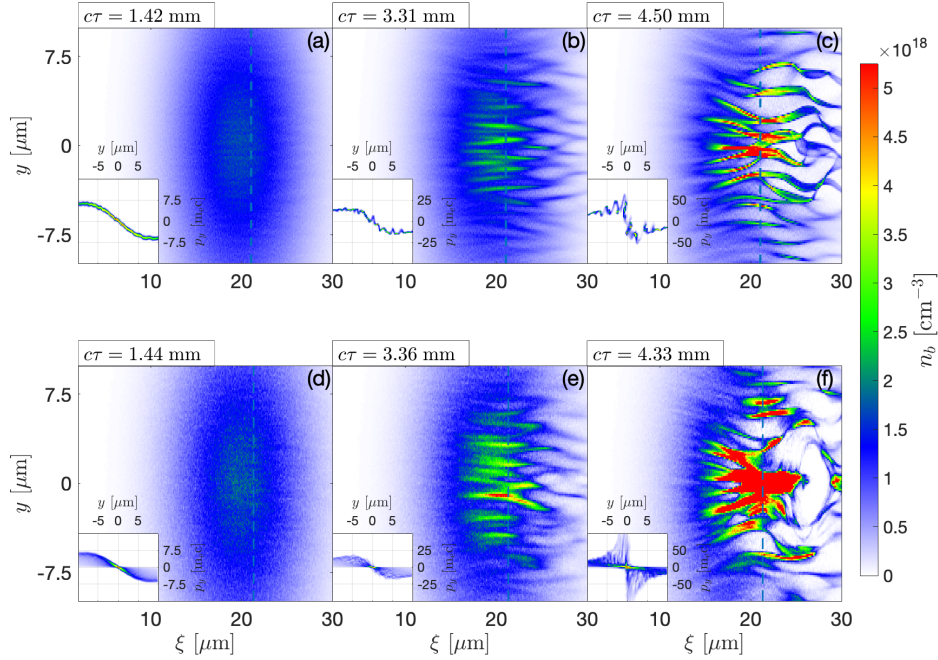 cτ = 1.42 mm
cτ = 3.31 mm
cτ = 4.50 mm
(a)
(b)
(c)
y [μm]
7.5
0
-7.5
y [μm]
-5 0 5
7.5
0
-7.5
p_y [m_e c]
y [μm]
-5 0 5
25
0
-25
p_y [m_e c]
y [μm]
-5 0 5
50
0
-50
p_y [m_e c]
10 20 30
10 20 30
10 20 30
×10^18
5
4.5
4
3.5
3
2.5
2
1.5
1
0.5
0
n_b [cm^−3]
cτ = 1.44 mm
cτ = 3.36 mm
cτ = 4.33 mm
(d)
(e)
(f)
y [μm]
7.5
0
-7.5
y [μm]
-5 0 5
7.5
0
-7.5
p_y [m_e c]
y [μm]
-5 0 5
25
0
-25
p_y [m_e c]
y [μm]
-5 0 5
50
0
-50
p_y [m_e c]
10 20 30
10 20 30
10 20 30
ξ [μm]
ξ [μm]
ξ [μm]